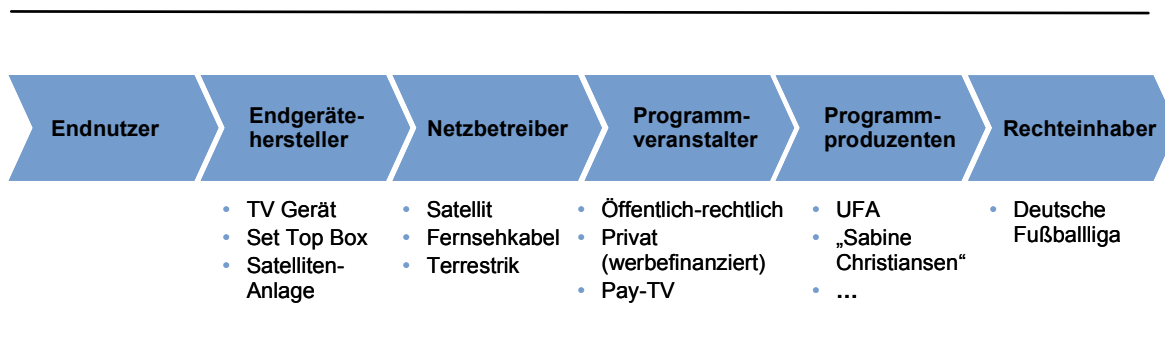 Endnutzer
Endgeräte-
hersteller
Netzbetreiber
Programm-
veranstalter
Programm-
produzenten
Rechteinhaber
• TV Gerät
• Set Top Box
• Satelliten-
Anlage
• Satellit
• Fernsehkabel
• Terrestrik
• Öffentlich-rechtlich
• Privat
(werbefinanziert)
• Pay-TV
• UFA
• „Sabine
Christiansen“
• ...
• Deutsche
Fußballliga